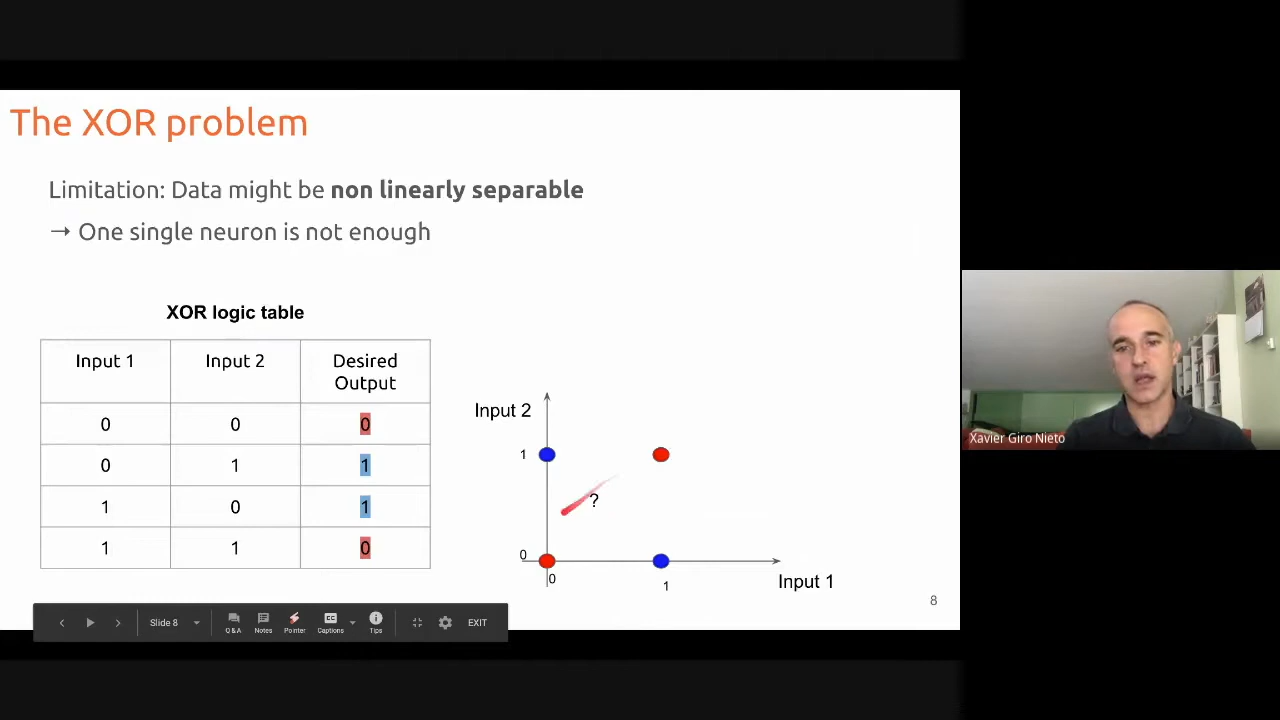 The XOR problem
Limitation: Data might be non linearly separable
→ One single neuron is not enough
XOR logic table
Input 1 Input 2 Desired Output
0 0 0
0 1 1
1 0 1
1 1 0
Input 2
1
?
0
0
1
Input 1
8
Slide 8
Q&A Notes Pointer Captions Tips
CC
EXIT
Xavier Giro Nieto